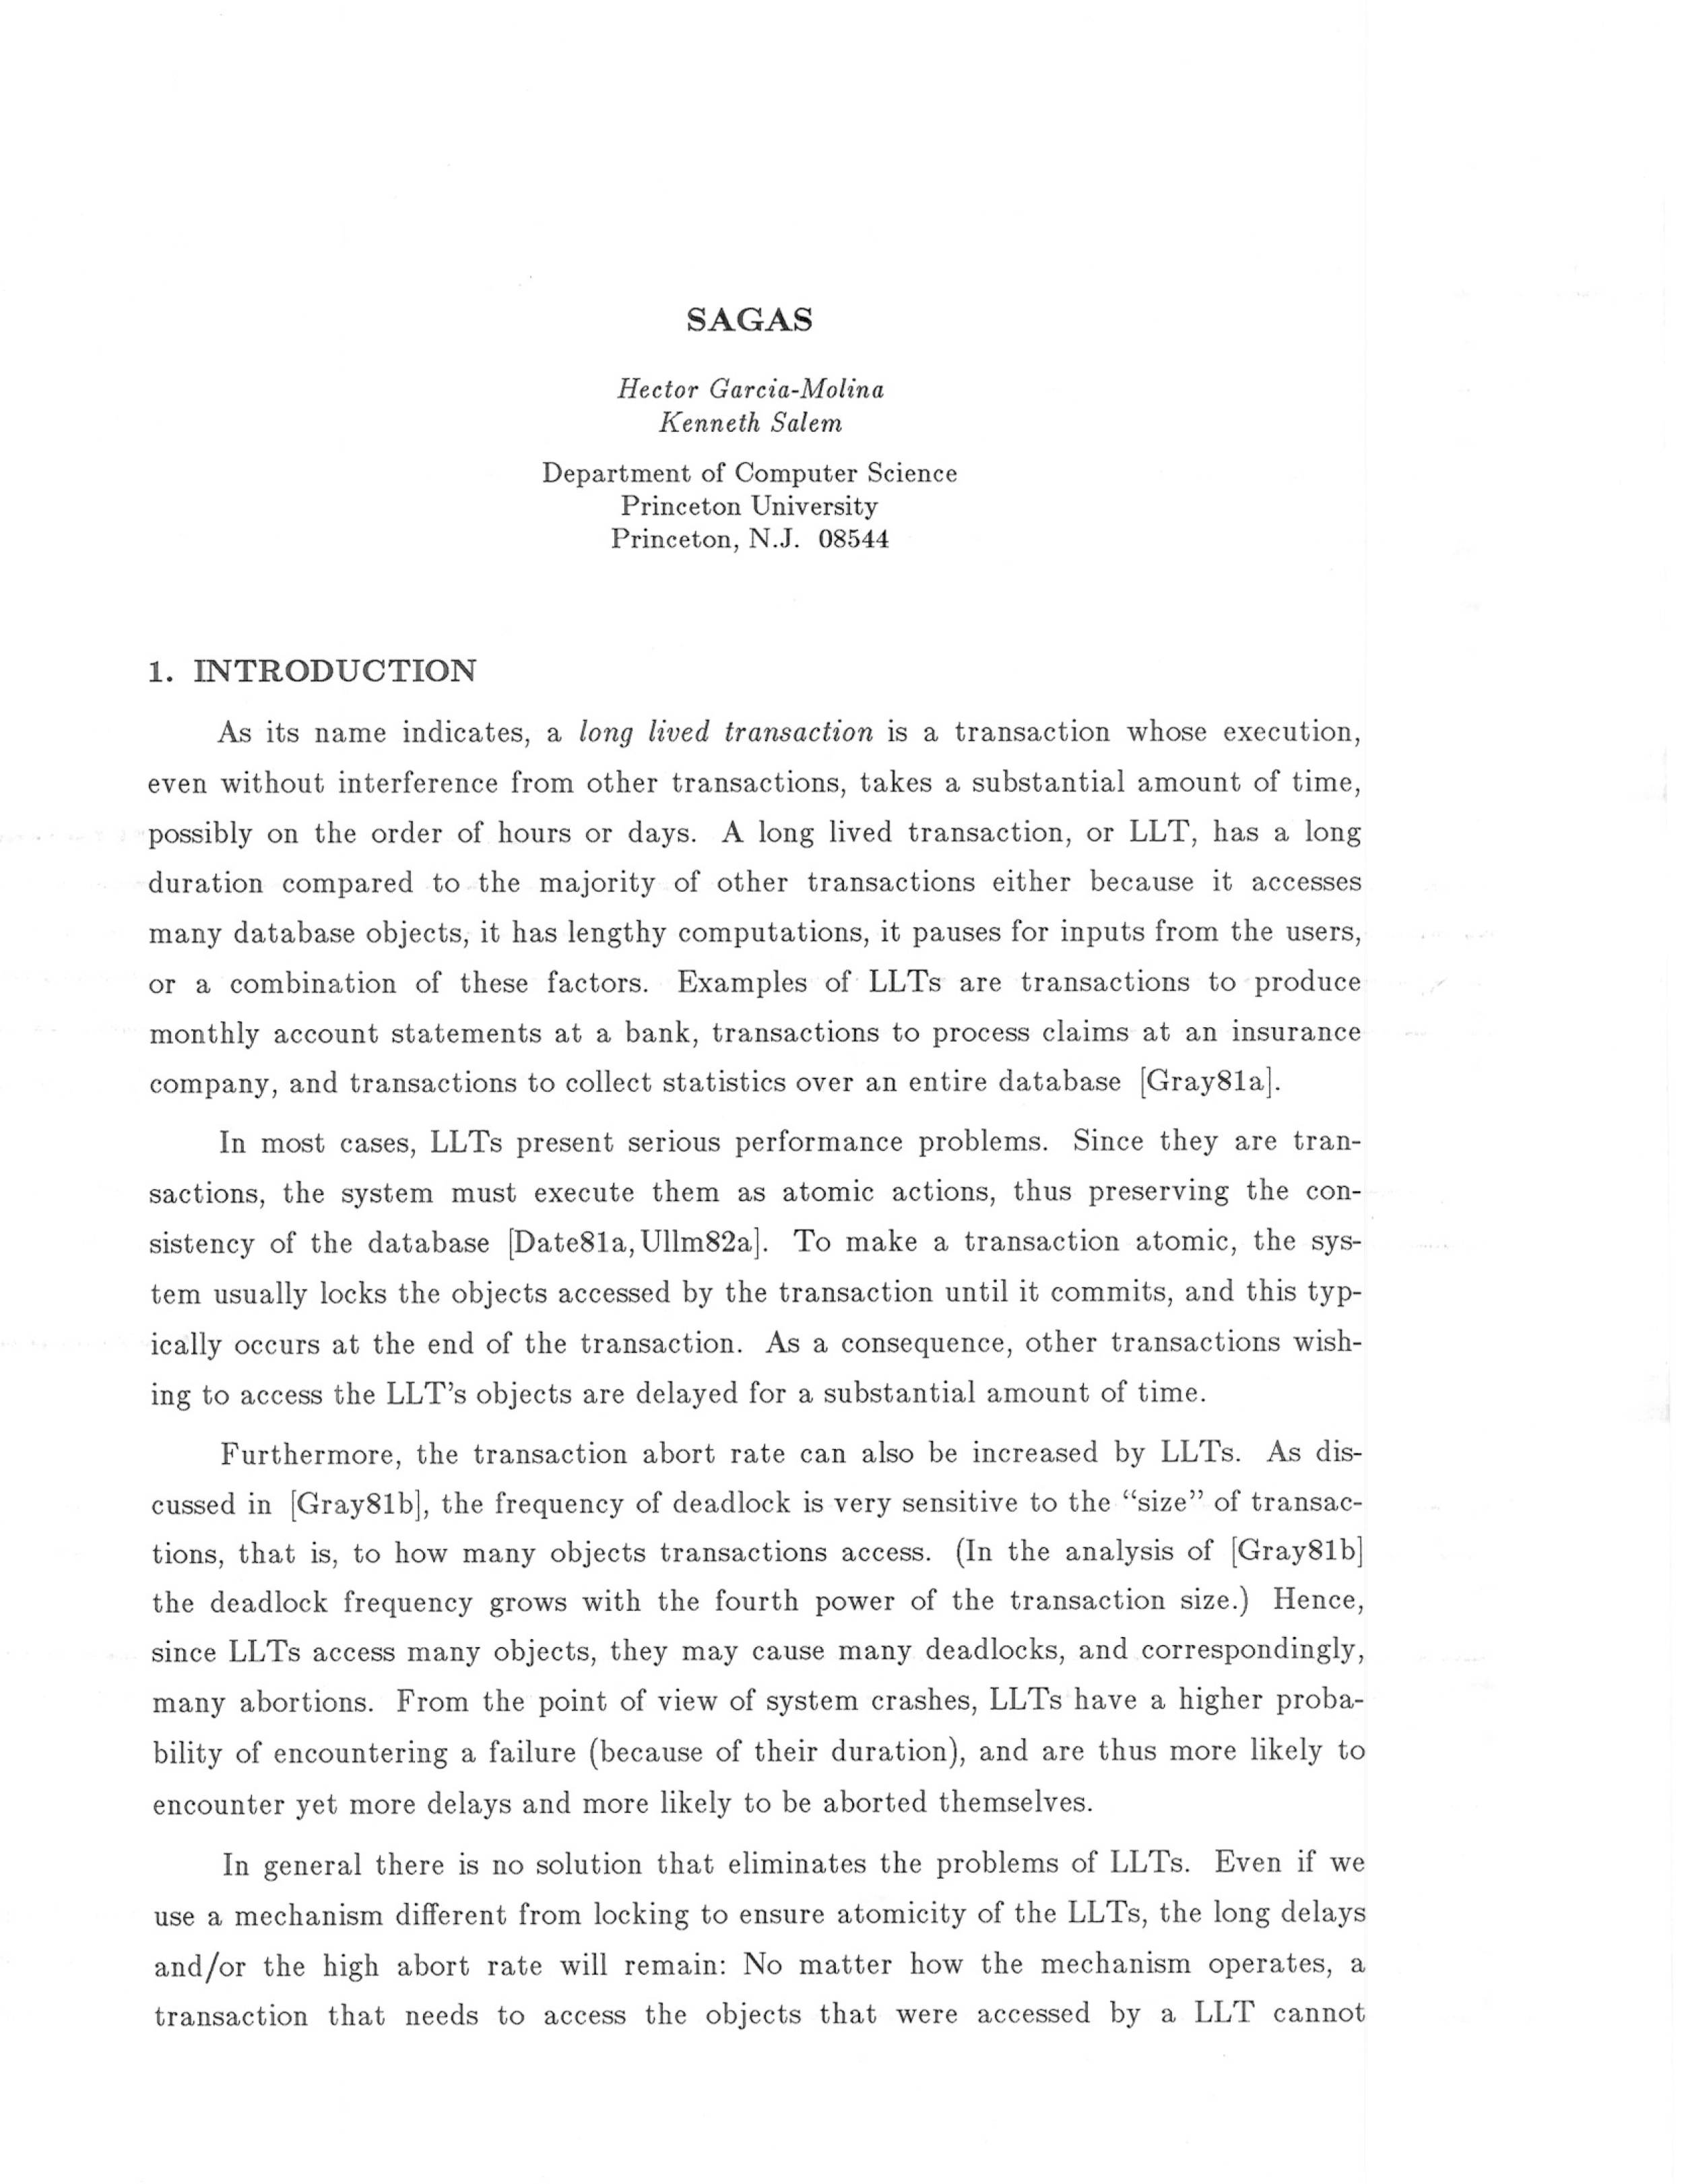 SAGAS
Hector Garcia-Molina
Kenneth Salem
Department of Computer Science
Princeton University
Princeton, N.J. 08544
1. INTRODUCTION
As its name indicates, a long lived transaction is a transaction whose execution,
even without interference from other transactions, takes a substantial amount of time,
possibly on the order of hours or days. A long lived transaction, or LLT, has a long
duration compared to the majority of other transactions either because it accesses
many database objects, it has lengthy computations, it pauses for inputs from the users,
or a combination of these factors. Examples of LLTs are transactions to produce
monthly account statements at a bank, transactions to process claims at an insurance
company, and transactions to collect statistics over an entire database [Gray81a].
In most cases, LLTs present serious performance problems. Since they are tran-
sactions, the system must execute them as atomic actions, thus preserving the con-
sistency of the database [Date81a, Ullm82a]. To make a transaction atomic, the sys-
tem usually locks the objects accessed by the transaction until it commits, and this typ-
ically occurs at the end of the transaction. As a consequence, other transactions wish-
ing to access the LLT's objects are delayed for a substantial amount of time.
Furthermore, the transaction abort rate can also be increased by LLTs. As dis-
cussed in [Gray81b], the frequency of deadlock is very sensitive to the “size” of transac-
tions, that is, to how many objects transactions access. (In the analysis of [Gray81b]
the deadlock frequency grows with the fourth power of the transaction size.) Hence,
since LLTs access many objects, they may cause many deadlocks, and correspondingly,
many abortions. From the point of view of system crashes, LLTs have a higher proba-
bility of encountering a failure (because of their duration), and are thus more likely to
encounter yet more delays and more likely to be aborted themselves.
In general there is no solution that eliminates the problems of LLTs. Even if we
use a mechanism different from locking to ensure atomicity of the LLTs, the long delays
and/or the high abort rate will remain: No matter how the mechanism operates, a
transaction that needs to access the objects that were accessed by a LLT cannot